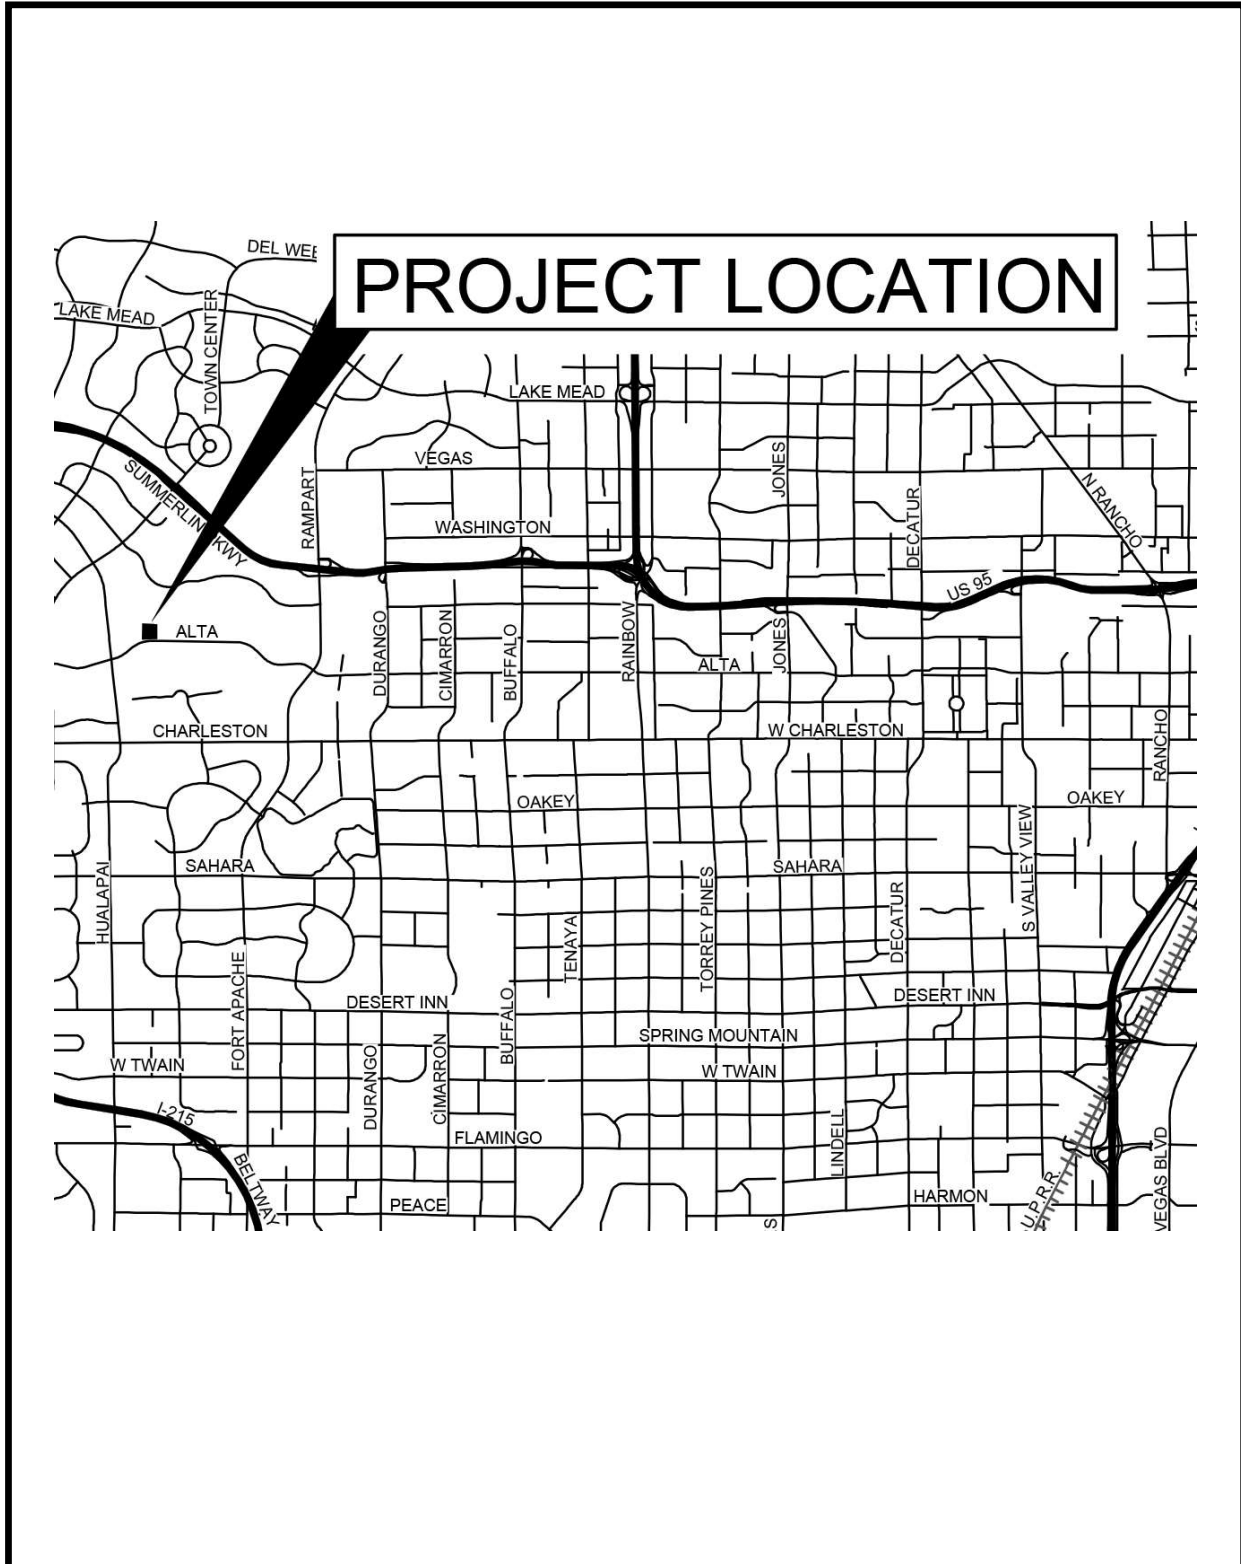 DEL WEB
PROJECT LOCATION
LAKE MEAD
TOWN CENTER
LAKE MEAD
VEGAS
JONES
SUMMERLIN
KWY
RAMPART
WASHINGTON
DECATUR
N RANCHO
US 95
ALTA
DURANGO
CIMARRON
BUFFALO
RAINBOW
JONES
ALTA
CHARLESTON
W CHARLESTON
RANCHO
OAKEY
OAKEY
SAHARA
SAHARA
HUALAPAI
S VALLEY VIEW
TORREY PINES
DECATUR
TENAYA
FORT APACHE
DESERT INN
DESERT INN
BUFFALO
SPRING MOUNTAIN
W TWAIN
W TWAIN
DURANGO
CIMARRON
I-215
FLAMINGO
LINDELL
BELTWAY
PEACE
HARMON
U.P.R.R.
VEGAS BLVD
S